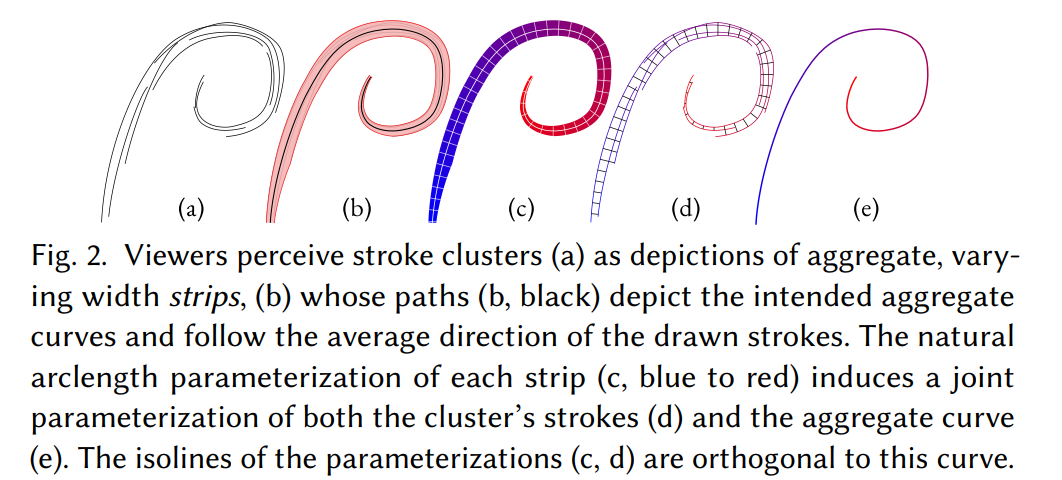 (a) (b) (c) (d) (e)
Fig. 2. Viewers perceive stroke clusters (a) as depictions of aggregate, vary-
ing width strips, (b) whose paths (b, black) depict the intended aggregate
curves and follow the average direction of the drawn strokes. The natural
arclength parameterization of each strip (c, blue to red) induces a joint
parameterization of both the cluster’s strokes (d) and the aggregate curve
(e). The isolines of the parameterizations (c, d) are orthogonal to this curve.